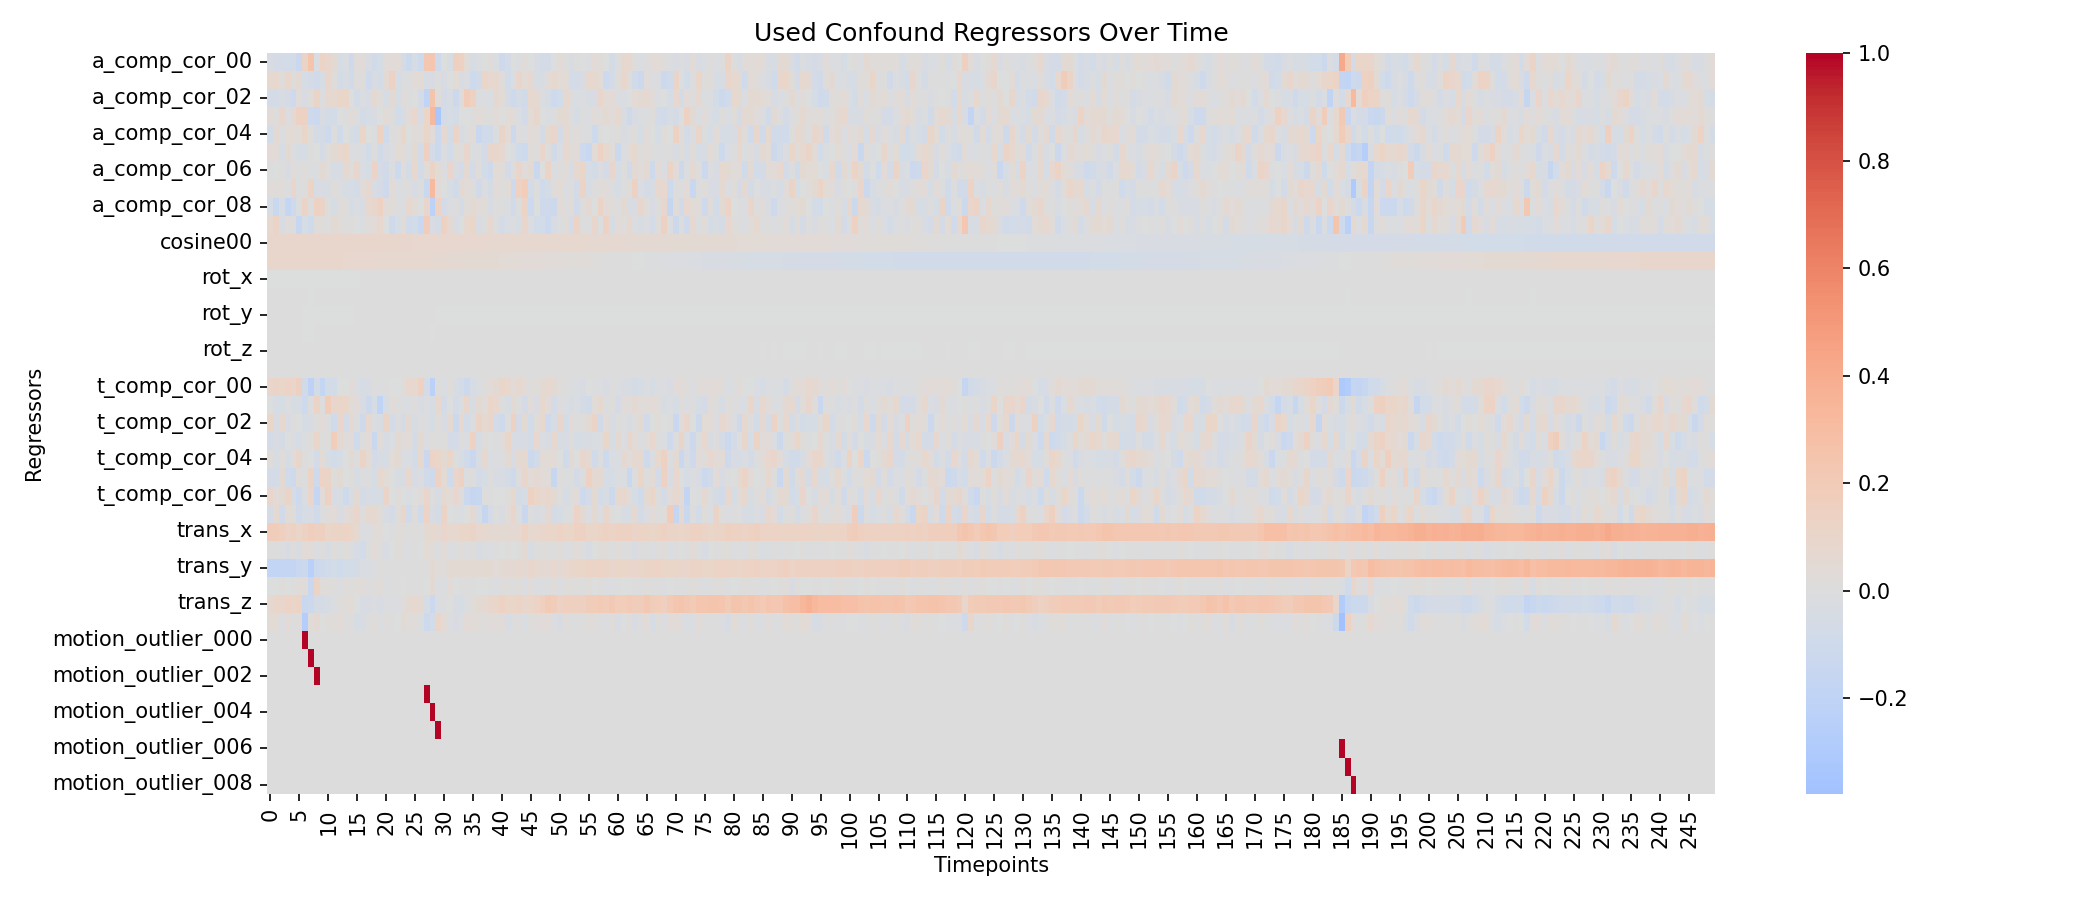 Used Confound Regressors Over Time
a_comp_cor_00
a_comp_cor_02
a_comp_cor_04
a_comp_cor_06
a_comp_cor_08
cosine00
rot_x
rot_y
rot_z
t_comp_cor_00
t_comp_cor_02
t_comp_cor_04
t_comp_cor_06
trans_x
trans_y
trans_z
motion_outlier_000
motion_outlier_002
motion_outlier_004
motion_outlier_006
motion_outlier_008
Regressors
0 5 10 15 20 25 30 35 40 45 50 55 60 65 70 75 80 85 90 95 100 105 110 115 120 125 130 135 140 145 150 155 160 165 170 175 180 185 190 195 200 205 210 215 220 225 230 235 240 245
Timepoints
1.0
0.8
0.6
0.4
0.2
0.0
−0.2